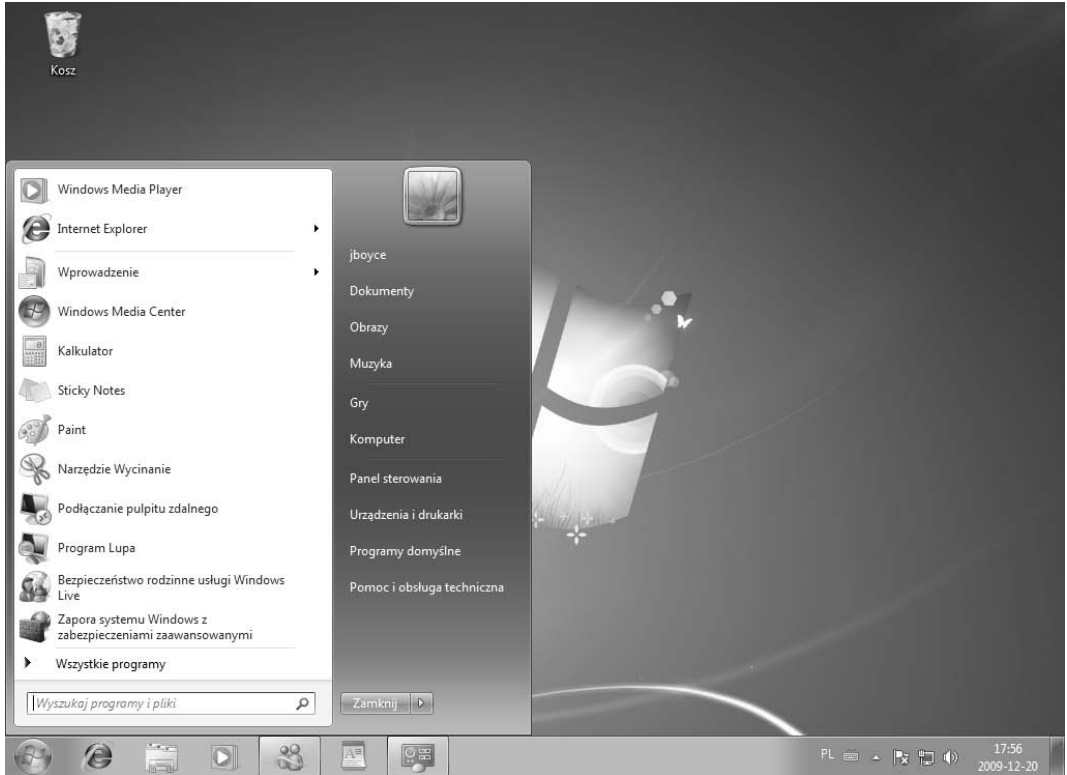 Kosz
Windows Media Player
Internet Explorer
Wprowadzenie
Windows Media Center
Kalkulator
Sticky Notes
Paint
Narzędzie Wycinanie
Podłączanie pulpitu zdalnego
Program Lupa
Bezpieczeństwo rodzinne usługi Windows
Live
Zapora systemu Windows z
zabezpieczeniami zaawansowanymi
Wszystkie programy
Wyszukaj programy i pliki
jboyce
Dokumenty
Obrazy
Muzyka
Gry
Komputer
Panel sterowania
Urządzenia i drukarki
Programy domyślne
Pomoc i obsługa techniczna
Zamknij
PL
17:56
2009-12-20